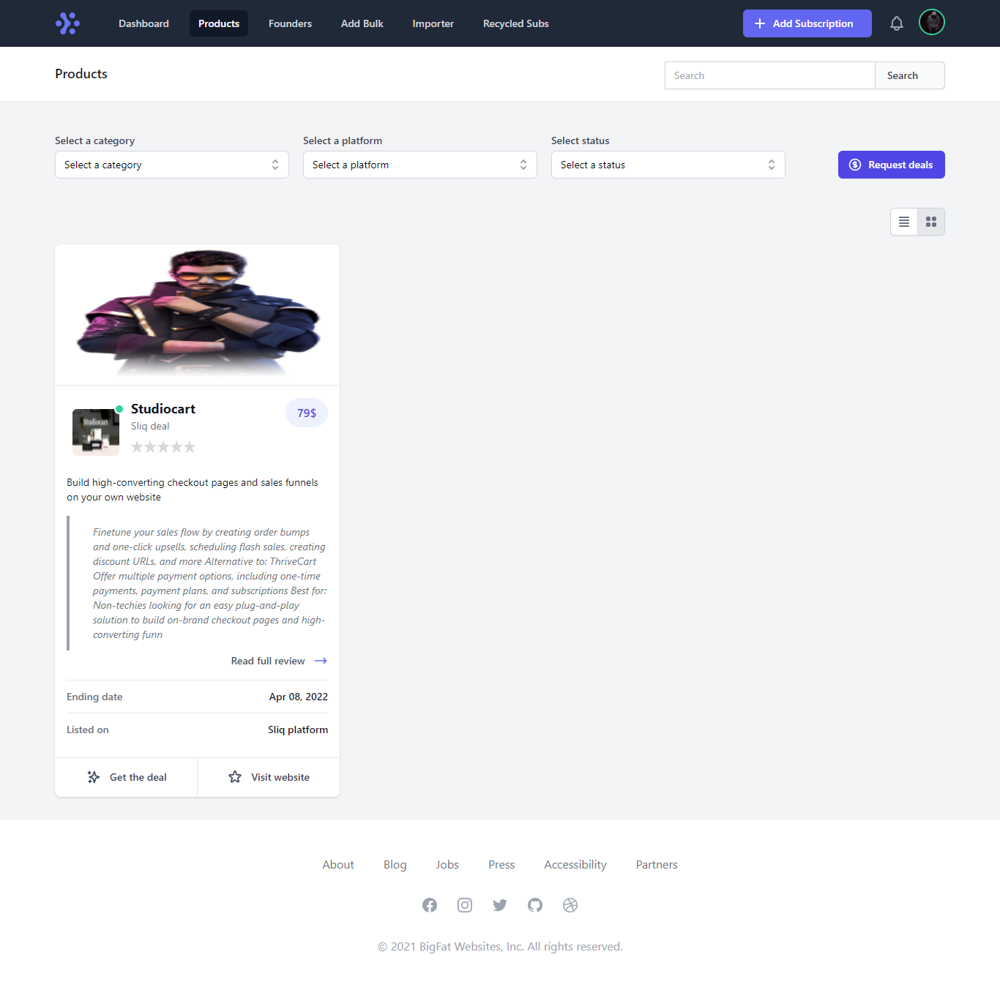 Dashboard
Products
Founders
Add Bulk
Importer
Recycled Subs
Add Subscription
Products
Search
Search
Select a category
Select a platform
Select status
Select a category
Select a platform
Select a status
Request deals
Studiocart
Studiocart
79$
Sliq deal
Build high-converting checkout pages and sales funnels
on your own website
Finetune your sales flow by creating order bumps
and one-click upsells, scheduling flash sales, creating
discount URLs, and more Alternative to: ThriveCart
Offer multiple payment options, including one-time
payments, payment plans, and subscriptions Best for:
Non-techies looking for an easy plug-and-play
solution to build on-brand checkout pages and high-
converting funn
Read full review
Ending date
Apr 08, 2022
Listed on
Sliq platform
Get the deal
Visit website
About
Blog
Jobs
Press
Accessibility
Partners
© 2021 BigFat Websites, Inc. All rights reserved.